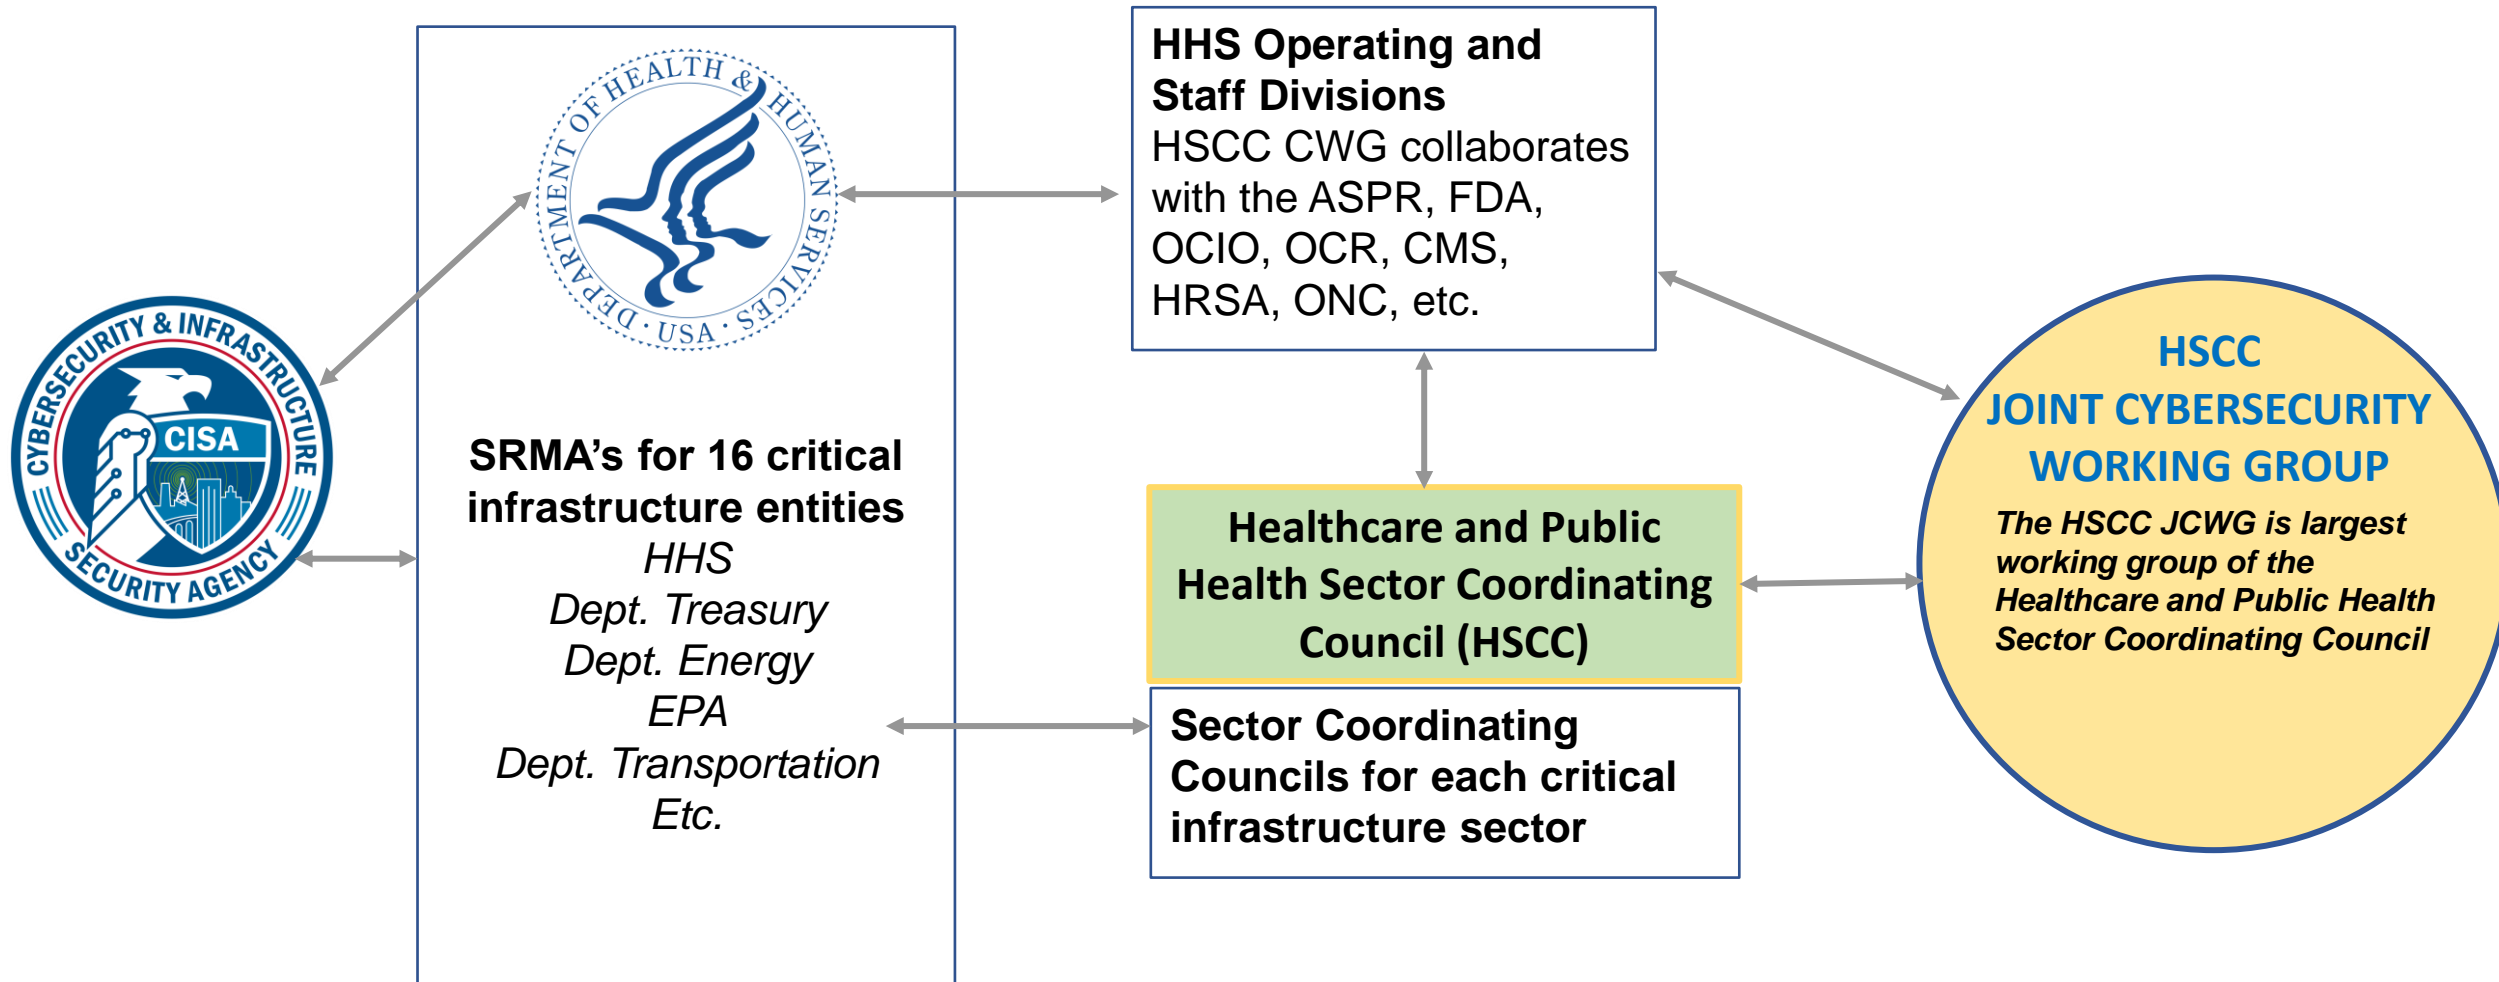 CYBERSECURITY & INFRASTRUCTURE
SECURITY AGENCY
CISA
DEPARTMENT OF HEALTH & HUMAN SERVICES · USA ·
SRMA’s for 16 critical
infrastructure entities
HHS
Dept. Treasury
Dept. Energy
EPA
Dept. Transportation
Etc.
HHS Operating and
Staff Divisions
HSCC CWG collaborates
with the ASPR, FDA,
OCIO, OCR, CMS,
HRSA, ONC, etc.
Healthcare and Public
Health Sector Coordinating
Council (HSCC)
Sector Coordinating
Councils for each critical
infrastructure sector
HSCC
JOINT CYBERSECURITY
WORKING GROUP
The HSCC JCWG is largest
working group of the
Healthcare and Public Health
Sector Coordinating Council